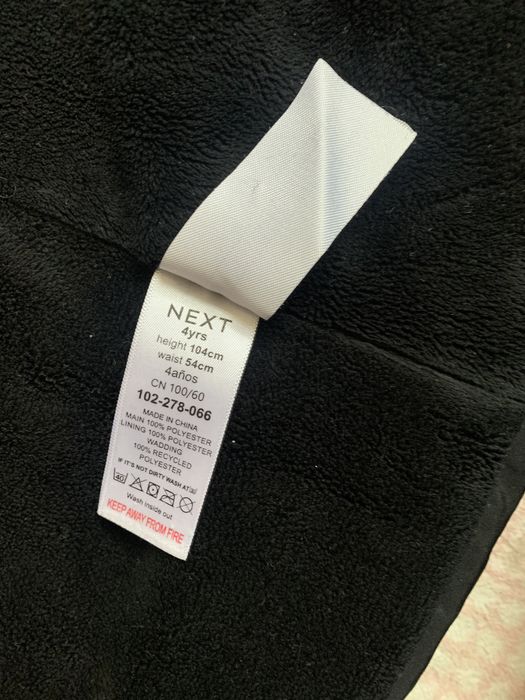 NEXT
4yrs
height 104cm
waist 54cm
4años
CN 100/60
102-278-066
MADE IN CHINA
MAIN 100% POLYESTER
LINING 100% POLYESTER
WADDING
100% RECYCLED
POLYESTER
IF IT'S NOT DIRTY WASH AT 30
40
Wash inside out
KEEP AWAY FROM FIRE